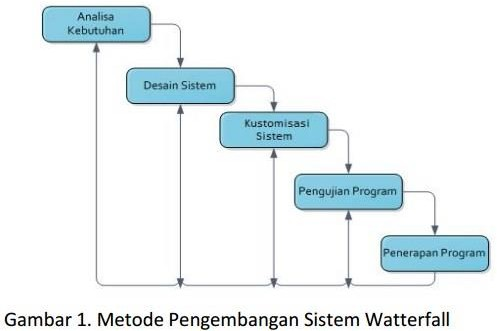 Analisa
Kebutuhan
Desain Sistem
Kustomisasi
Sistem
Pengujian Program
Penerapan Program
Gambar 1. Metode Pengembangan Sistem Watterfall